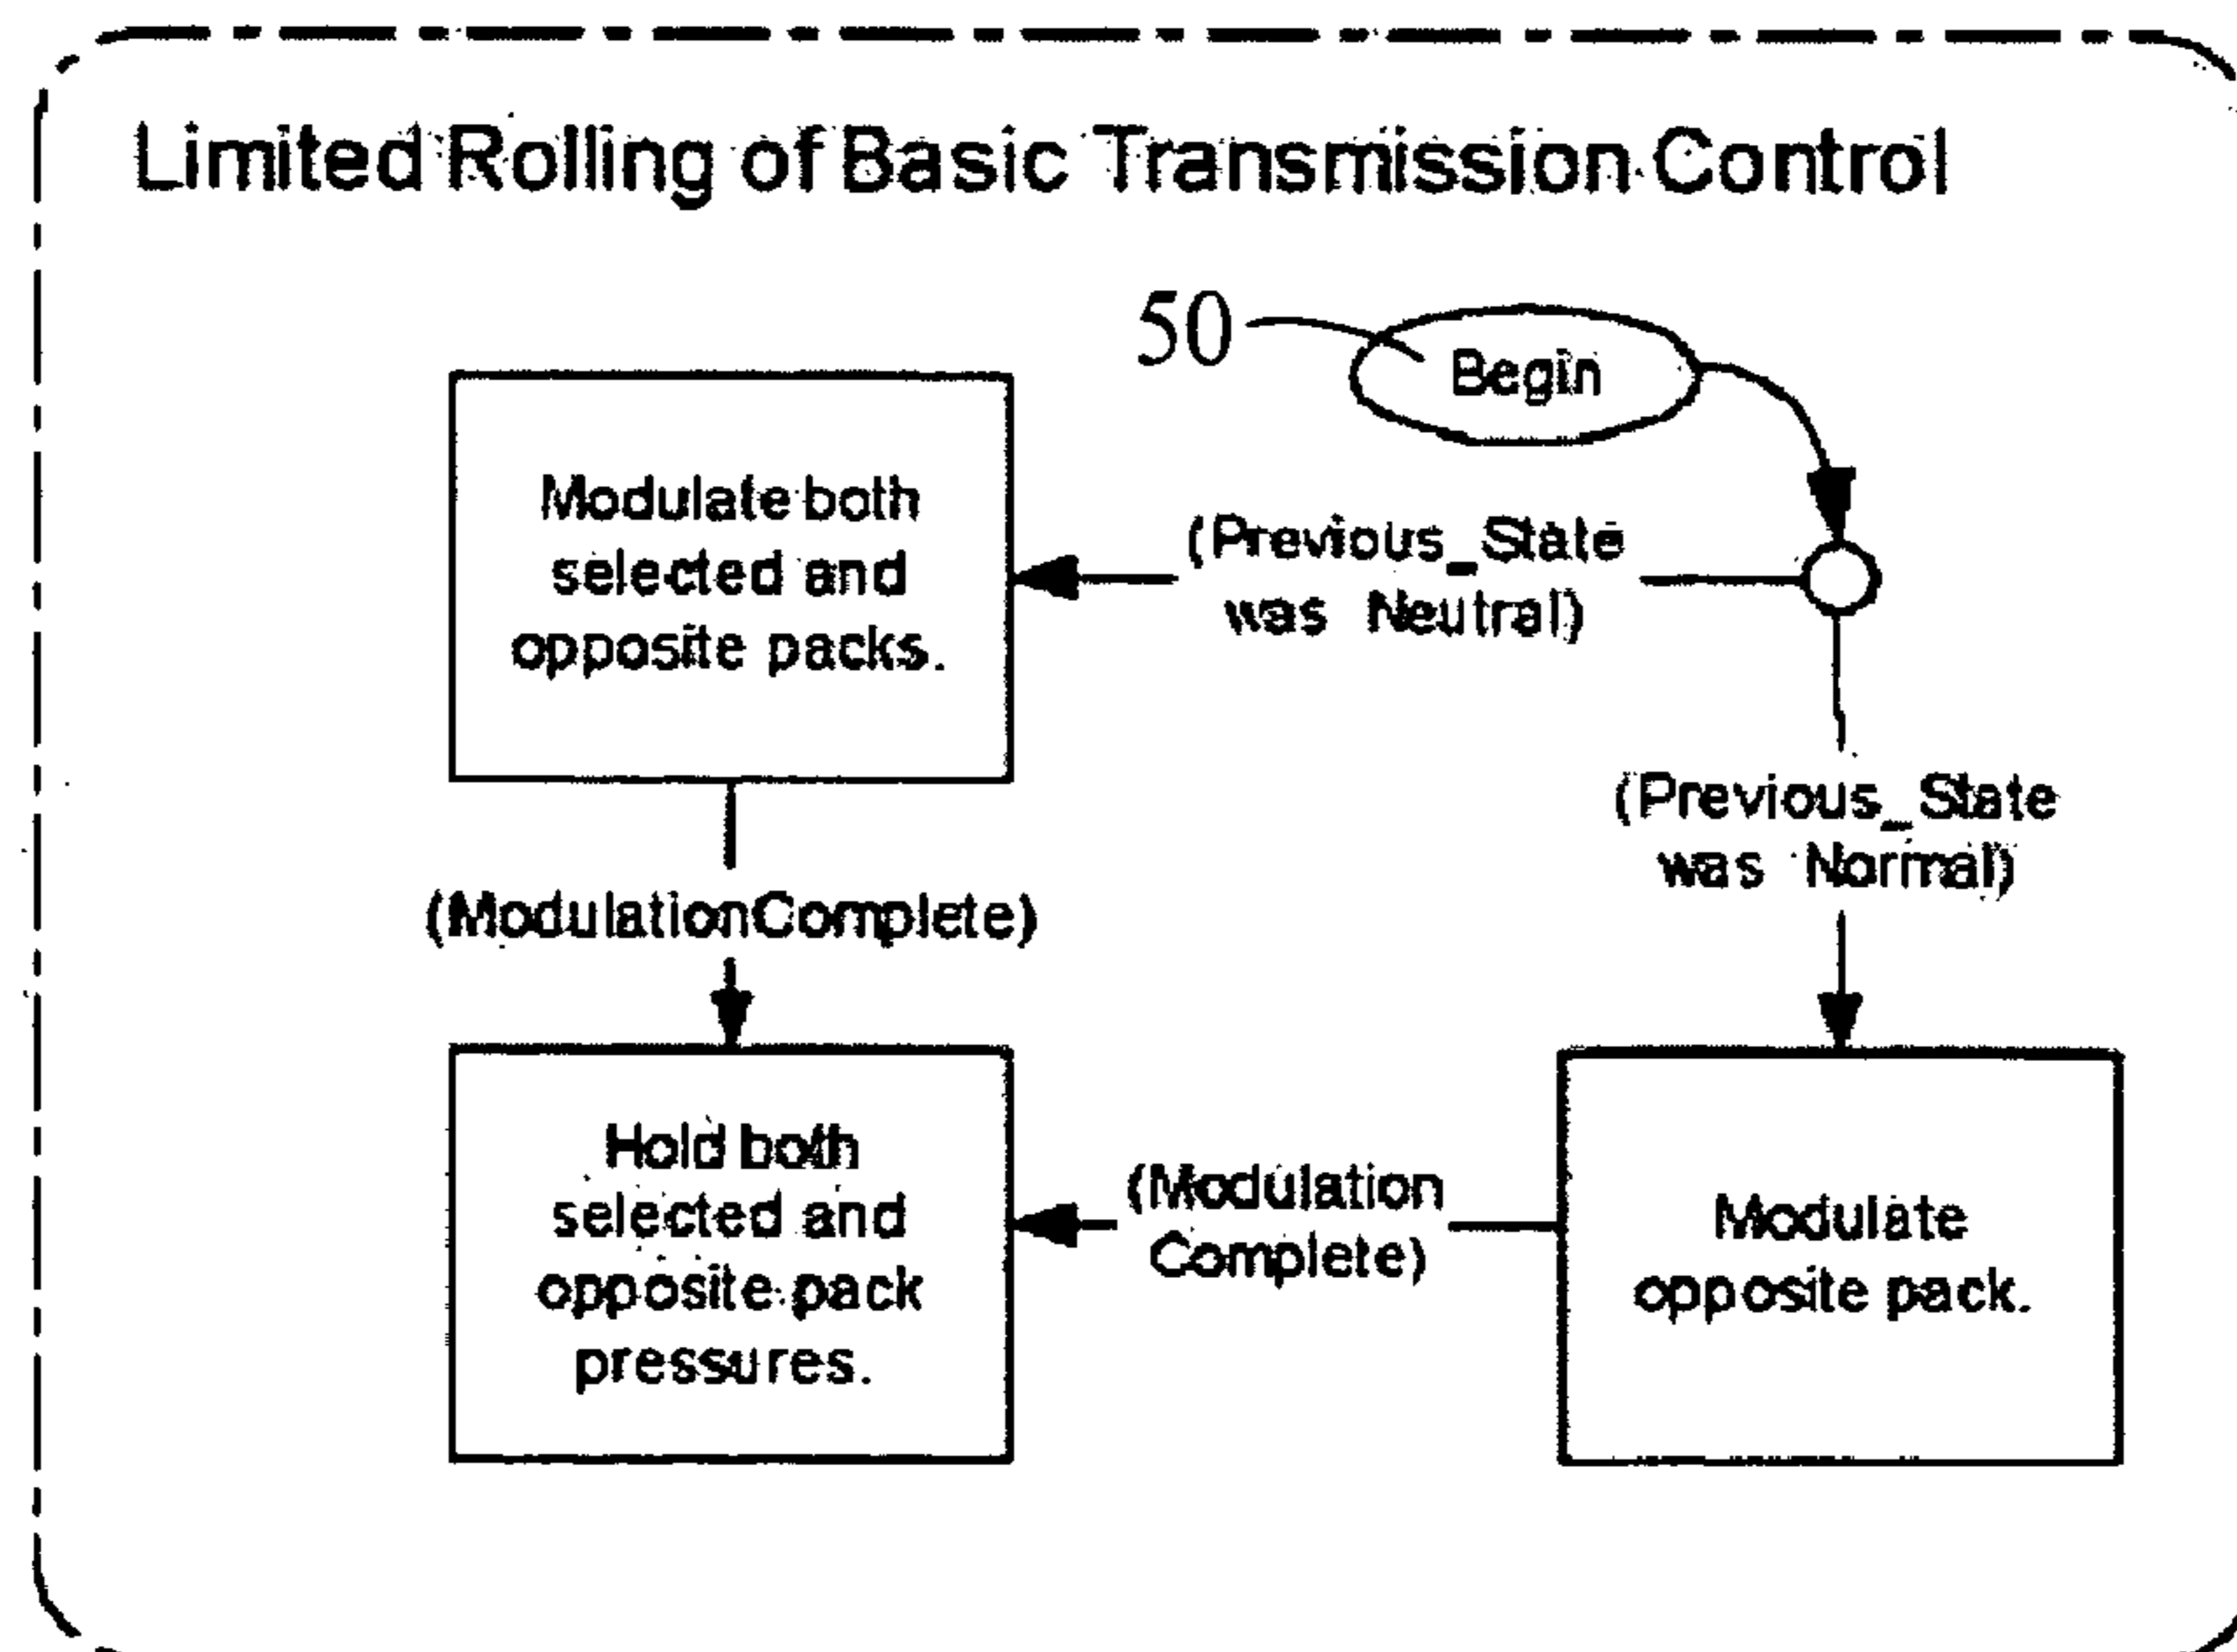 Limited Rolling of Basic Transmission Control
50
Begin
Modulate both
selected and
opposite packs.
(Previous_State
was Neutral)
(Previous_State
was Normal)
(ModulationComplete)
Hold both
selected and
opposite pack
pressures.
(Modulation
Complete)
Modulate
opposite pack.